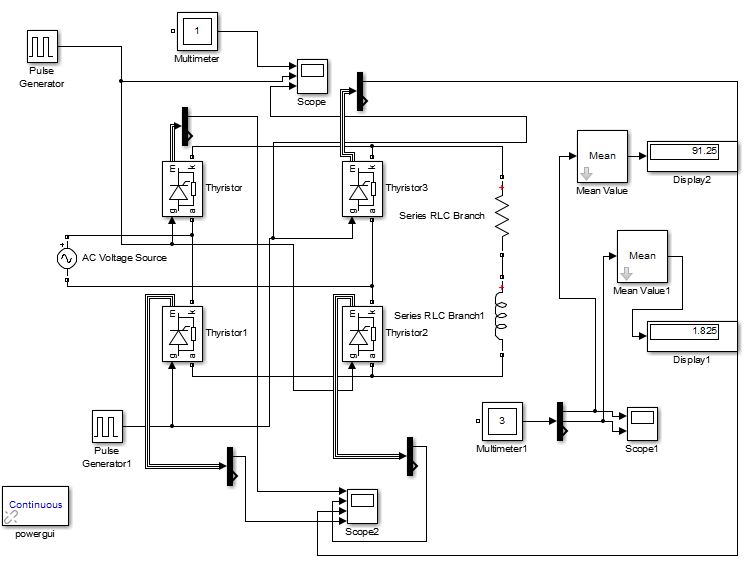 1
Multimeter
Pulse
Generator
Scope
m k
Thyristor
g a
m k
Thyristor3
g a
Series RLC Branch
Mean
Mean Value
91.25
Display2
+
AC Voltage Source
Mean
Mean Value1
1.825
Display1
+
+
m k
Thyristor1
g a
m k
Thyristor2
g a
Series RLC Branch1
Pulse
Generator1
3
Multimeter1
Scope1
Continuous
powergui
Scope2